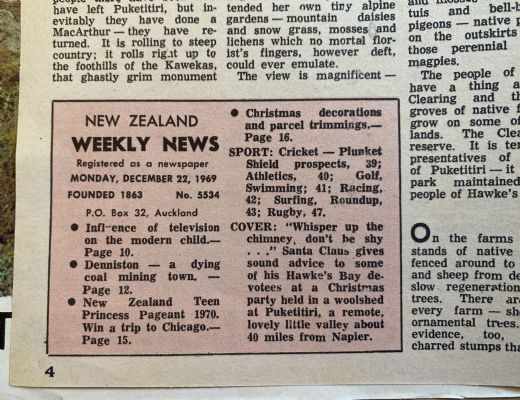 have left Puketitiri, but in-
evitably they have done a
MacArthur — they have re-
turned. It is rolling to steep
country; it rolls right up to
the foothills of the Kawekas,
that ghastly grim monument
tended her own tiny alpine
gardens — mountain daisies
and snow grass, mosses and
lichens which no mortal flor-
ist's fingers, however deft,
could ever emulate.
The view is magnificent —
tuis and bell-b
pigeons — native p
on the outskirts
those perennial
magpies.
The people of
have a thing a
Clearing and th
groves of native f
grow on some of
lands. The Clea
reserve. It is ten
presentatives of
of Puketitiri — it
park maintained
people of Hawke's
On the farms
stands of native
fenced around to
and sheep from de
slow regeneration
trees. There are
every farm — she
ornamental trees.
evidence, too,
charred stumps tha
NEW ZEALAND
WEEKLY NEWS
Registered as a newspaper
MONDAY, DECEMBER 22, 1969
FOUNDED 1863 No. 5534
P.O. Box 32, Auckland
● Influence of television
on the modern child.—
Page 10.
● Denniston — a dying
coal mining town. —
Page 12.
● New Zealand Teen
Princess Pageant 1970.
Win a trip to Chicago.—
Page 15.
● Christmas decorations
and parcel trimmings.—
Page 16.
SPORT: Cricket — Plunket
Shield prospects, 39;
Athletics, 40; Golf,
Swimming; 41; Racing,
42; Surfing, Roundup,
43; Rugby, 47.
COVER: "Whisper up the
chimney, don't be shy
. . ." Santa Claus gives
sound advice to some
of his Hawke's Bay de-
votees at a Christmas
party held in a woolshed
at Puketitiri, a remote,
lovely little valley about
40 miles from Napier.
4